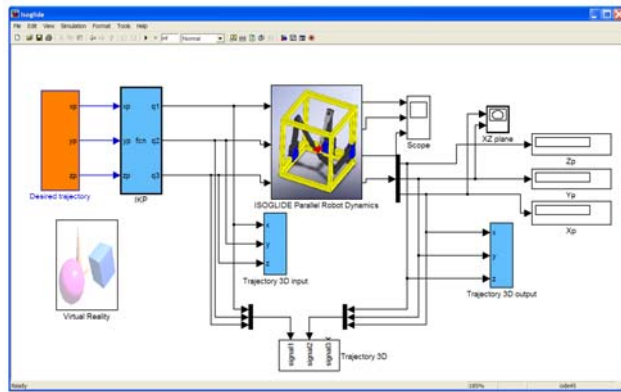 Isoglide
File Edit View Simulation Format Tools Help
inf Normal
xp xp q1
yp yp fcn q2
zp zp q3
Desired trajectory
IKP
ISOGLIDE Parallel Robot Dynamics
Scope
XZ plane
Zp
Yp
Xp
x
y
z
Trajectory 3D input
x
y
z
Trajectory 3D output
Virtual Reality
signal1
signal2
signal3
Trajectory 3D
Ready 100% ode45